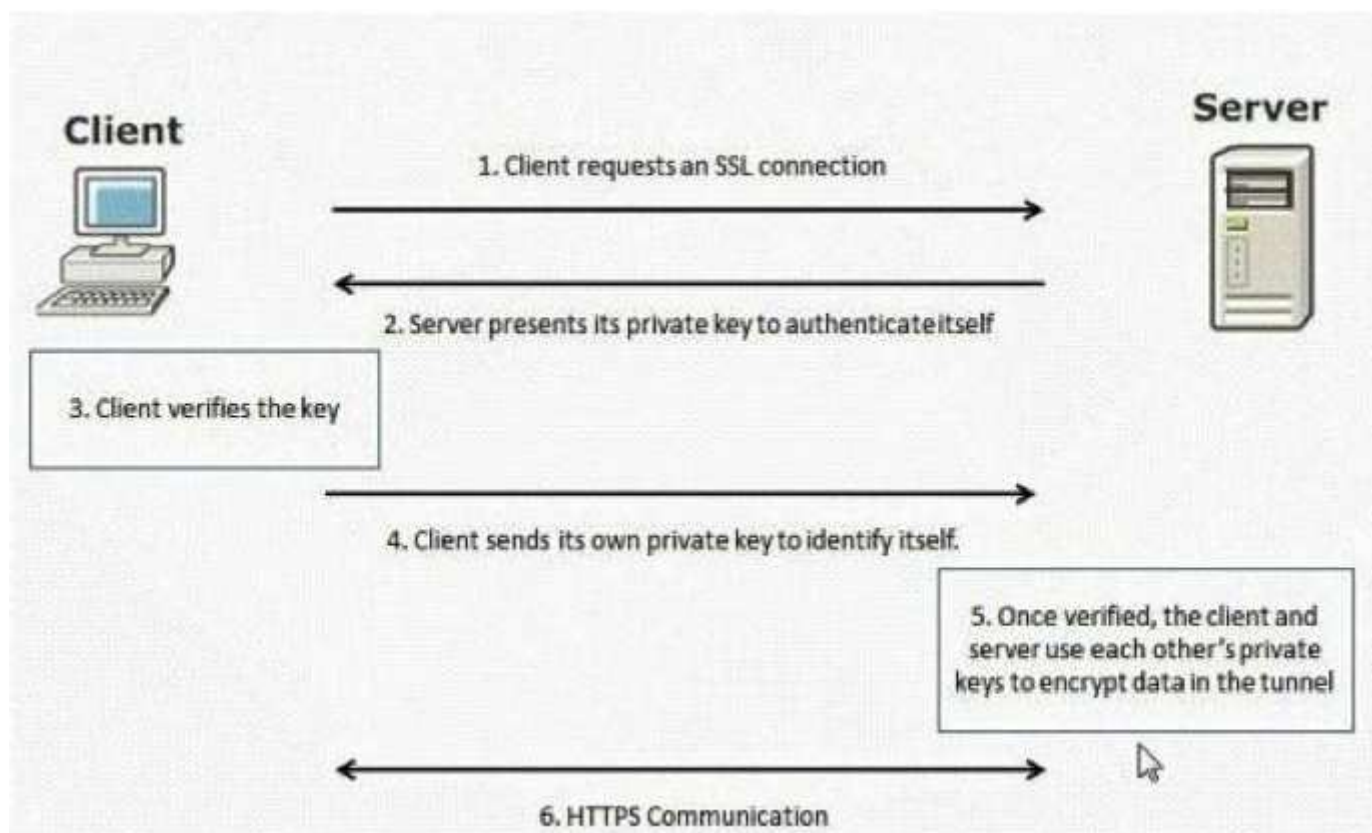 Client
Server
1. Client requests an SSL connection
2. Server presents its private key to authenticate itself
3. Client verifies the key
4. Client sends its own private key to identify itself.
5. Once verified, the client and
server use each other's private
keys to encrypt data in the tunnel
6. HTTPS Communication